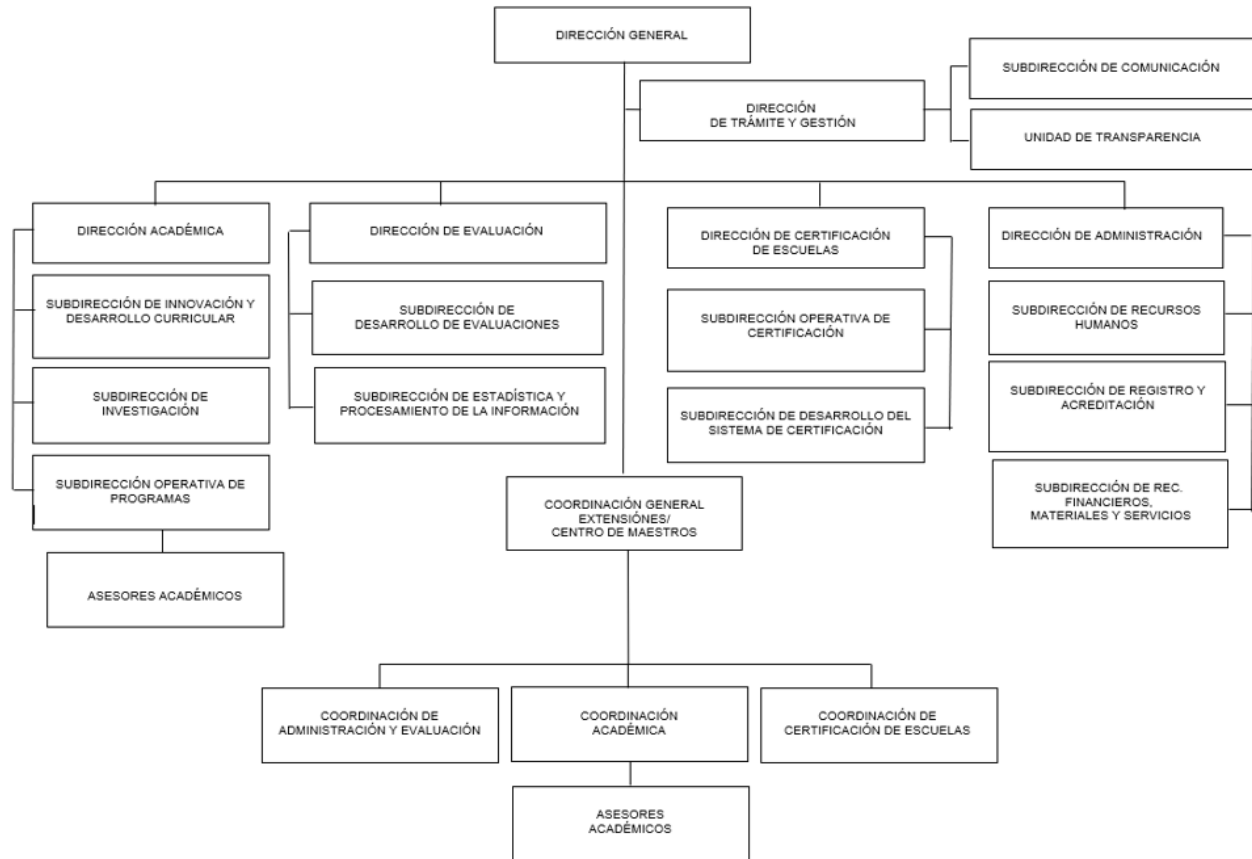 DIRECCIÓN GENERAL
SUBDIRECCIÓN DE COMUNICACIÓN
DIRECCIÓN
DE TRÁMITE Y GESTIÓN
UNIDAD DE TRANSPARENCIA
DIRECCIÓN ACADÉMICA
DIRECCIÓN DE EVALUACIÓN
DIRECCIÓN DE CERTIFICACIÓN
DE ESCUELAS
DIRECCIÓN DE ADMINISTRACIÓN
SUBDIRECCIÓN DE INNOVACIÓN Y
DESARROLLO CURRICULAR
SUBDIRECCIÓN DE
DESARROLLO DE EVALUACIONES
SUBDIRECCIÓN OPERATIVA DE
CERTIFICACIÓN
SUBDIRECCIÓN DE RECURSOS
HUMANOS
SUBDIRECCIÓN DE
INVESTIGACIÓN
SUBDIRECCIÓN DE ESTADÍSTICA Y
PROCESAMIENTO DE LA INFORMACIÓN
SUBDIRECCIÓN DE DESARROLLO DEL
SISTEMA DE CERTIFICACIÓN
SUBDIRECCIÓN DE REGISTRO Y
ACREDITACIÓN
SUBDIRECCIÓN OPERATIVA DE
PROGRAMAS
COORDINACIÓN GENERAL
EXTENSIÓNES/
CENTRO DE MAESTROS
SUBDIRECCIÓN DE REC.
FINANCIEROS,
MATERIALES Y SERVICIOS
ASESORES ACADÉMICOS
COORDINACIÓN DE
ADMINISTRACIÓN Y EVALUACIÓN
COORDINACIÓN
ACADÉMICA
COORDINACIÓN DE
CERTIFICACIÓN DE ESCUELAS
ASESORES
ACADÉMICOS